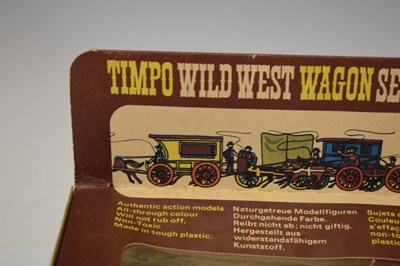 TIMPO WILD WEST WAGON SE
Authentic action models
All-through colour
Will not rub off.
Non-Toxic
Made in tough plastic.
Naturgetreue Modellfiguren
Durchgehende Farbe.
Reibt nicht ab; nicht giftig.
Hergestellt aus
widerstandsfähigem
Kunststoff.
Sujets a
Couleu
s'effaç
non-to
plasti